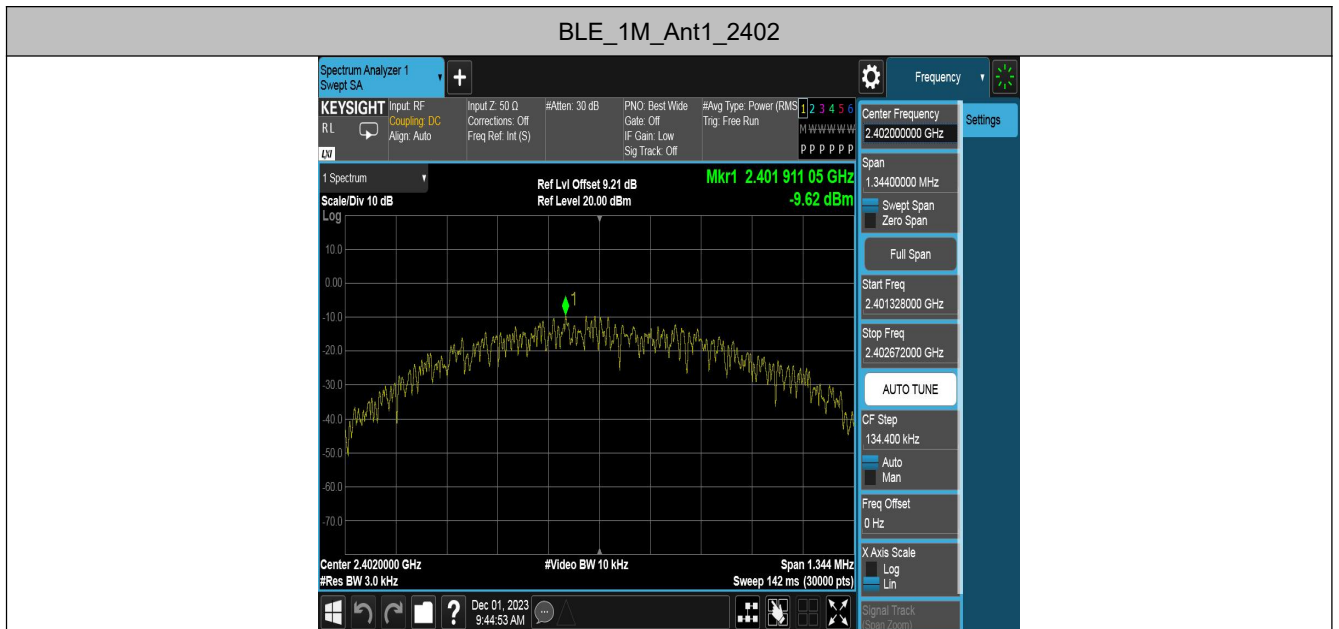 BLE_1M_Ant1_2402
Spectrum Analyzer 1
Swept SA
+
Frequency
KEYSIGHT
RL
LXI
Input: RF
Coupling: DC
Align: Auto
Input Z: 50 Ω
Corrections: Off
Freq Ref: Int (S)
#Atten: 30 dB
PNO: Best Wide
Gate: Off
IF Gain: Low
Sig Track: Off
#Avg Type: Power (RMS
Trig: Free Run
1 2 3 4 5 6
M W W W W W
P P P P P P
1 Spectrum
Scale/Div 10 dB
Ref Lvl Offset 9.21 dB
Ref Level 20.00 dBm
Mkr1 2.401 911 05 GHz
-9.62 dBm
Log
10.0
0.00
-10.0
-20.0
-30.0
-40.0
-50.0
-60.0
-70.0
1
Center 2.4020000 GHz
#Res BW 3.0 kHz
#Video BW 10 kHz
Span 1.344 MHz
Sweep 142 ms (30000 pts)
Center Frequency
2.402000000 GHz
Settings
Span
1.34400000 MHz
Swept Span
Zero Span
Full Span
Start Freq
2.401328000 GHz
Stop Freq
2.402672000 GHz
AUTO TUNE
CF Step
134.400 kHz
Auto
Man
Freq Offset
0 Hz
X Axis Scale
Log
Lin
Signal Track
(Span Zoom)
?
Dec 01, 2023
9:44:53 AM